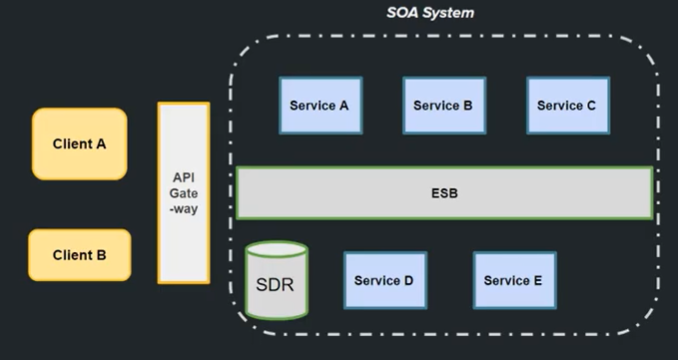 SOA System
Service A
Service B
Service C
Client A
API
Gate
-way
ESB
Client B
SDR
Service D
Service E